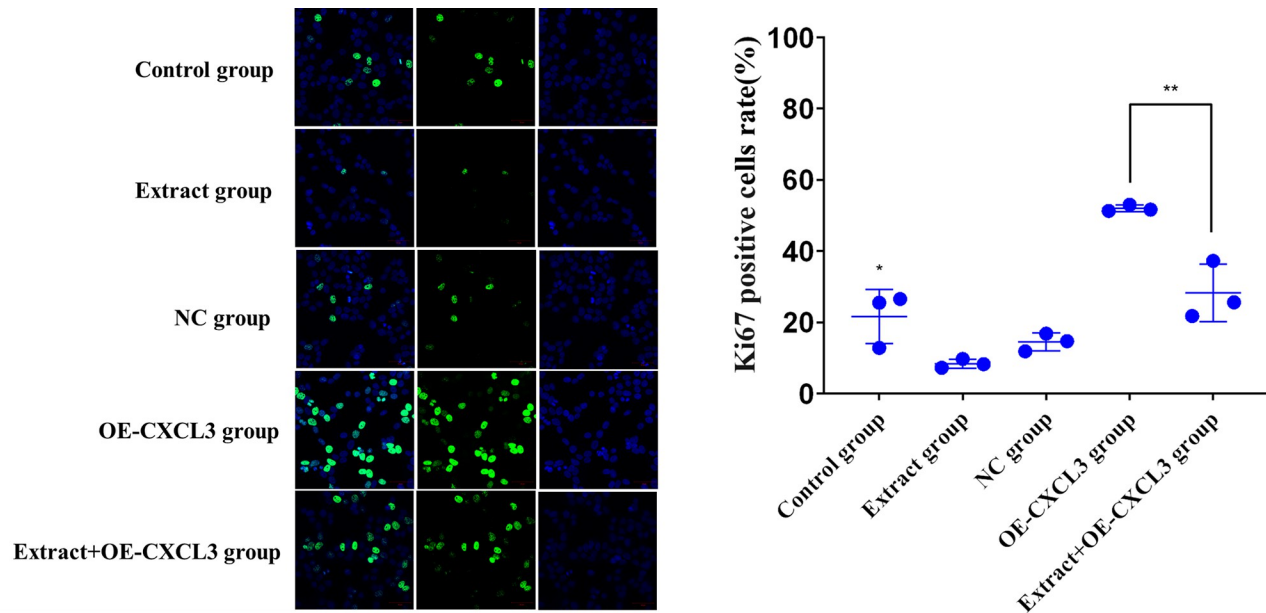 Control group
Extract group
NC group
OE-CXCL3 group
Extract+OE-CXCL3 group
Ki67 positive cells rate(%)
100
80
60
40
20
0
*
**
Control group
Extract group
NC group
OE-CXCL3 group
Extract+OE-CXCL3 group